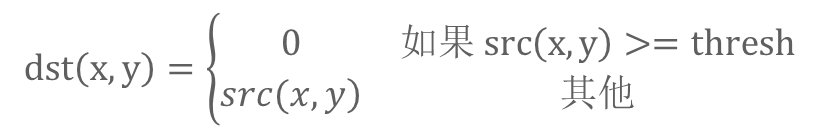 dst(x, y) = { 0 如果 src(x, y) >= thresh
src(x, y) 其他